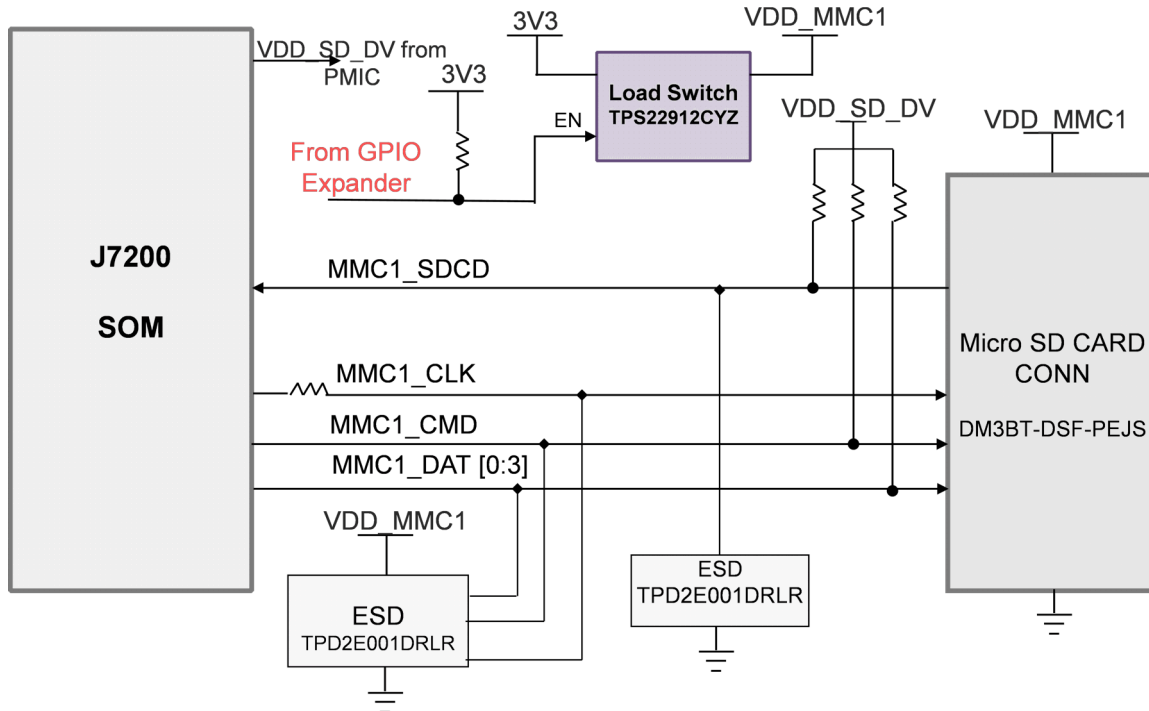 VDD_SD_DV from
PMIC
3V3
3V3
VDD_MMC1
Load Switch
TPS22912CYZ
EN
From GPIO
Expander
VDD_SD_DV
VDD_MMC1
J7200
SOM
MMC1_SDCD
MMC1_CLK
MMC1_CMD
MMC1_DAT [0:3]
Micro SD CARD
CONN
DM3BT-DSF-PEJS
VDD_MMC1
ESD
TPD2E001DRLR
ESD
TPD2E001DRLR